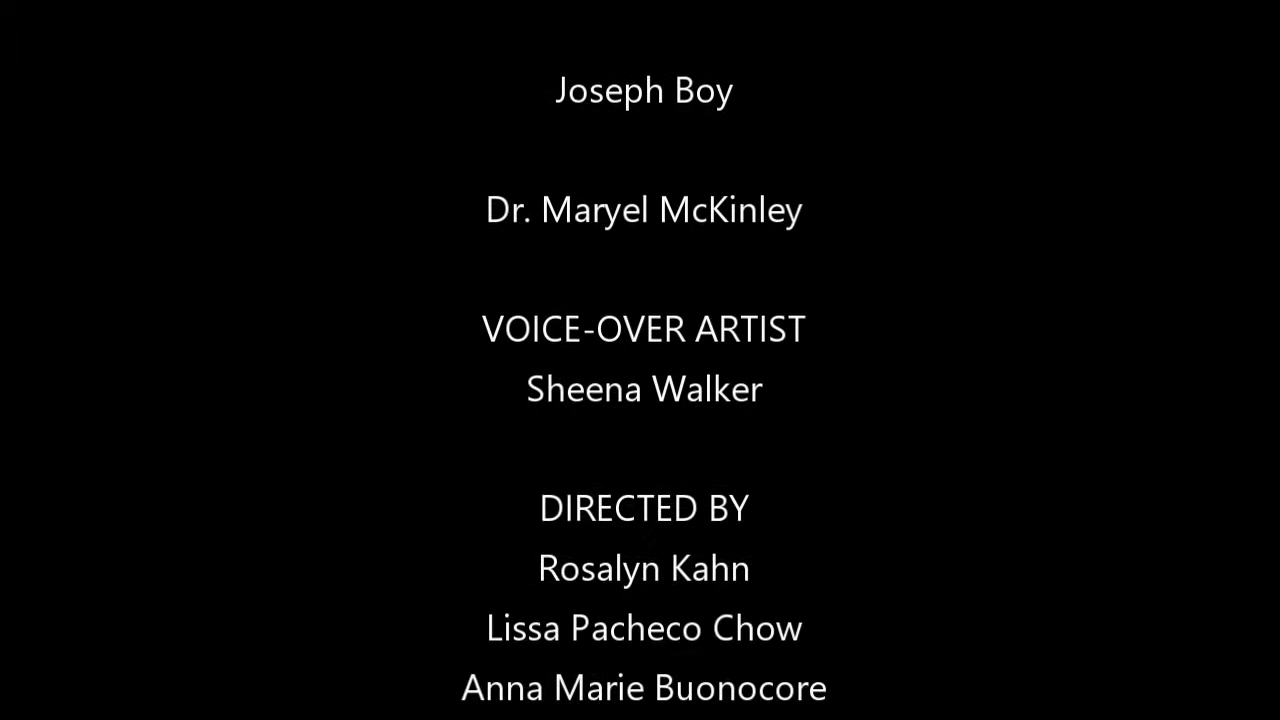 Joseph Boy
Dr. Maryel McKinley
VOICE-OVER ARTIST
Sheena Walker
DIRECTED BY
Rosalyn Kahn
Lissa Pacheco Chow
Anna Marie Buonocore